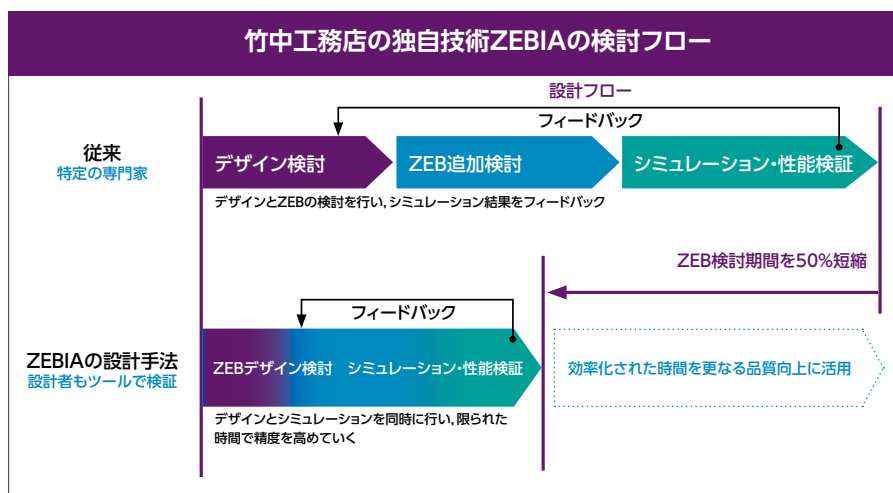 竹中工務店の独自技術ZEBIAの検討フロー
設計フロー
フィードバック
従来
特定の専門家
デザイン検討
ZEB追加検討
シミュレーション・性能検証
デザインとZEBの検討を行い,シミュレーション結果をフィードバック
ZEB検討期間を50%短縮
フィードバック
ZEBIAの設計手法
設計者もツールで検証
ZEBデザイン検討 シミュレーション・性能検証
効率化された時間を更なる品質向上に活用
デザインとシミュレーションを同時に行い,限られた
時間で精度を高めていく